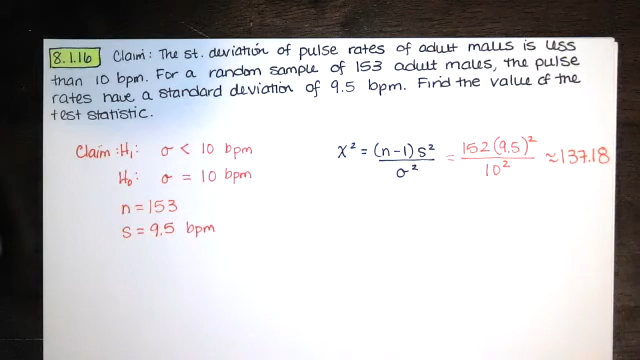 8.1.16 Claim: The st. deviation of pulse rates of adult males is less
than 10 bpm. For a random sample of 153 adult males, the pulse
rates have a standard deviation of 9.5 bpm. Find the value of the
test statistic.
Claim: H₁ σ < 10 bpm
H₀ σ = 10 bpm
n = 153
s = 9.5 bpm
χ² = (n-1)s²/σ² = 152(9.5)²/10² ≈ 137.18